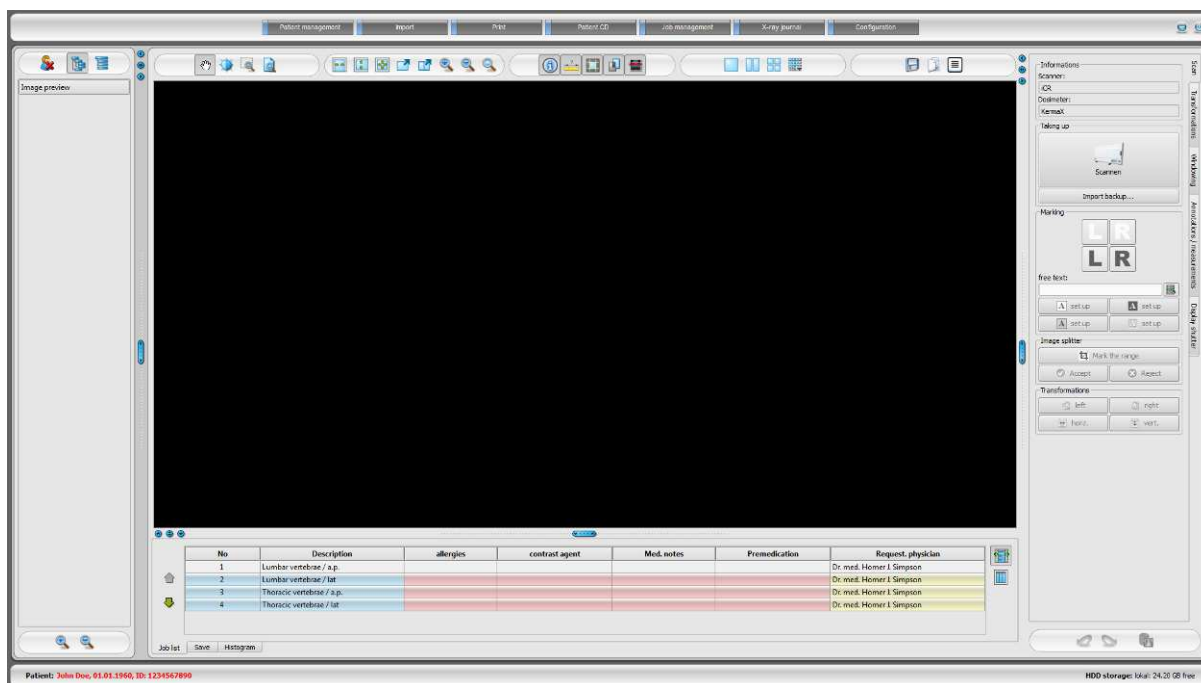 Patient management Import Print Patient CD Job management X-ray journal Configuration
Image preview
Informations
Scanner:
iCR
Dosimeter:
KermaX
Taking up
Scannen
Import backup...
Marking
L R
L R
free text:
A set up A set up
A set up set up
Image splitter
Mark the range
Accept Reject
Transformations
left right
horiz. vert.
Scan
Transformations
Windowing
Annotations / measurements
Display shutter
No Description allergies contrast agent Med. notes Premedication Request. physician
1 Lumbar vertebrae / a.p. Dr. med. Homer J. Simpson
2 Lumbar vertebrae / lat Dr. med. Homer J. Simpson
3 Thoracic vertebrae / a.p. Dr. med. Homer J. Simpson
4 Thoracic vertebrae / lat Dr. med. Homer J. Simpson
Job list Save Histogram
Patient: John Doe, 01.01.1960, ID: 1234567890 HDD storage: lokal: 24.20 GB free